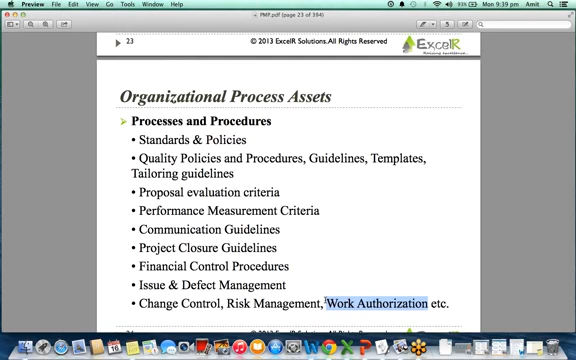 Preview File Edit View Go Tools Window Help
93% Mon 9:39 pm Amit
PMP.pdf (page 23 of 394)
23 © 2013 ExcelR Solutions.All Rights Reserved ExcelR
Raising excellence...
Organizational Process Assets
Processes and Procedures
• Standards & Policies
• Quality Policies and Procedures, Guidelines, Templates,
Tailoring guidelines
• Proposal evaluation criteria
• Performance Measurement Criteria
• Communication Guidelines
• Project Closure Guidelines
• Financial Control Procedures
• Issue & Defect Management
• Change Control, Risk Management, Work Authorization etc.